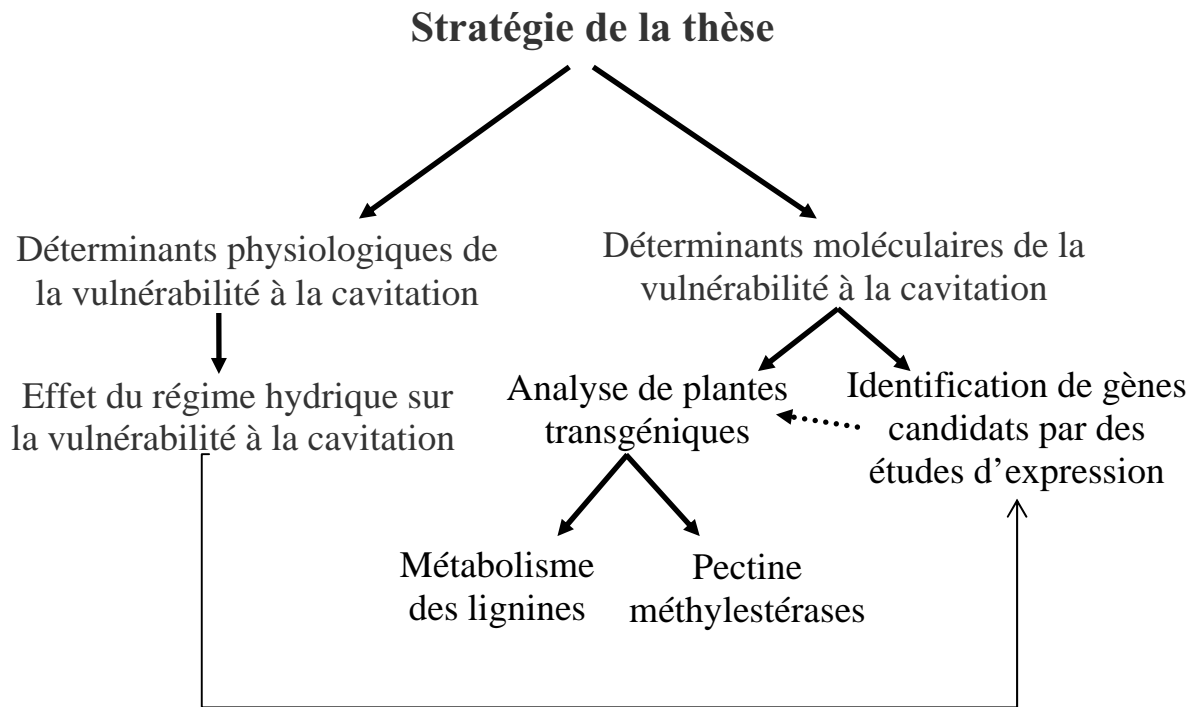 Stratégie de la thèse
Déterminants physiologiques de
la vulnérabilité à la cavitation
Déterminants moléculaires de la
vulnérabilité à la cavitation
Effet du régime hydrique sur
la vulnérabilité à la cavitation
Analyse de plantes
transgéniques
Identification de gènes
candidats par des
études d’expression
Métabolisme
des lignines
Pectine
méthylestérases